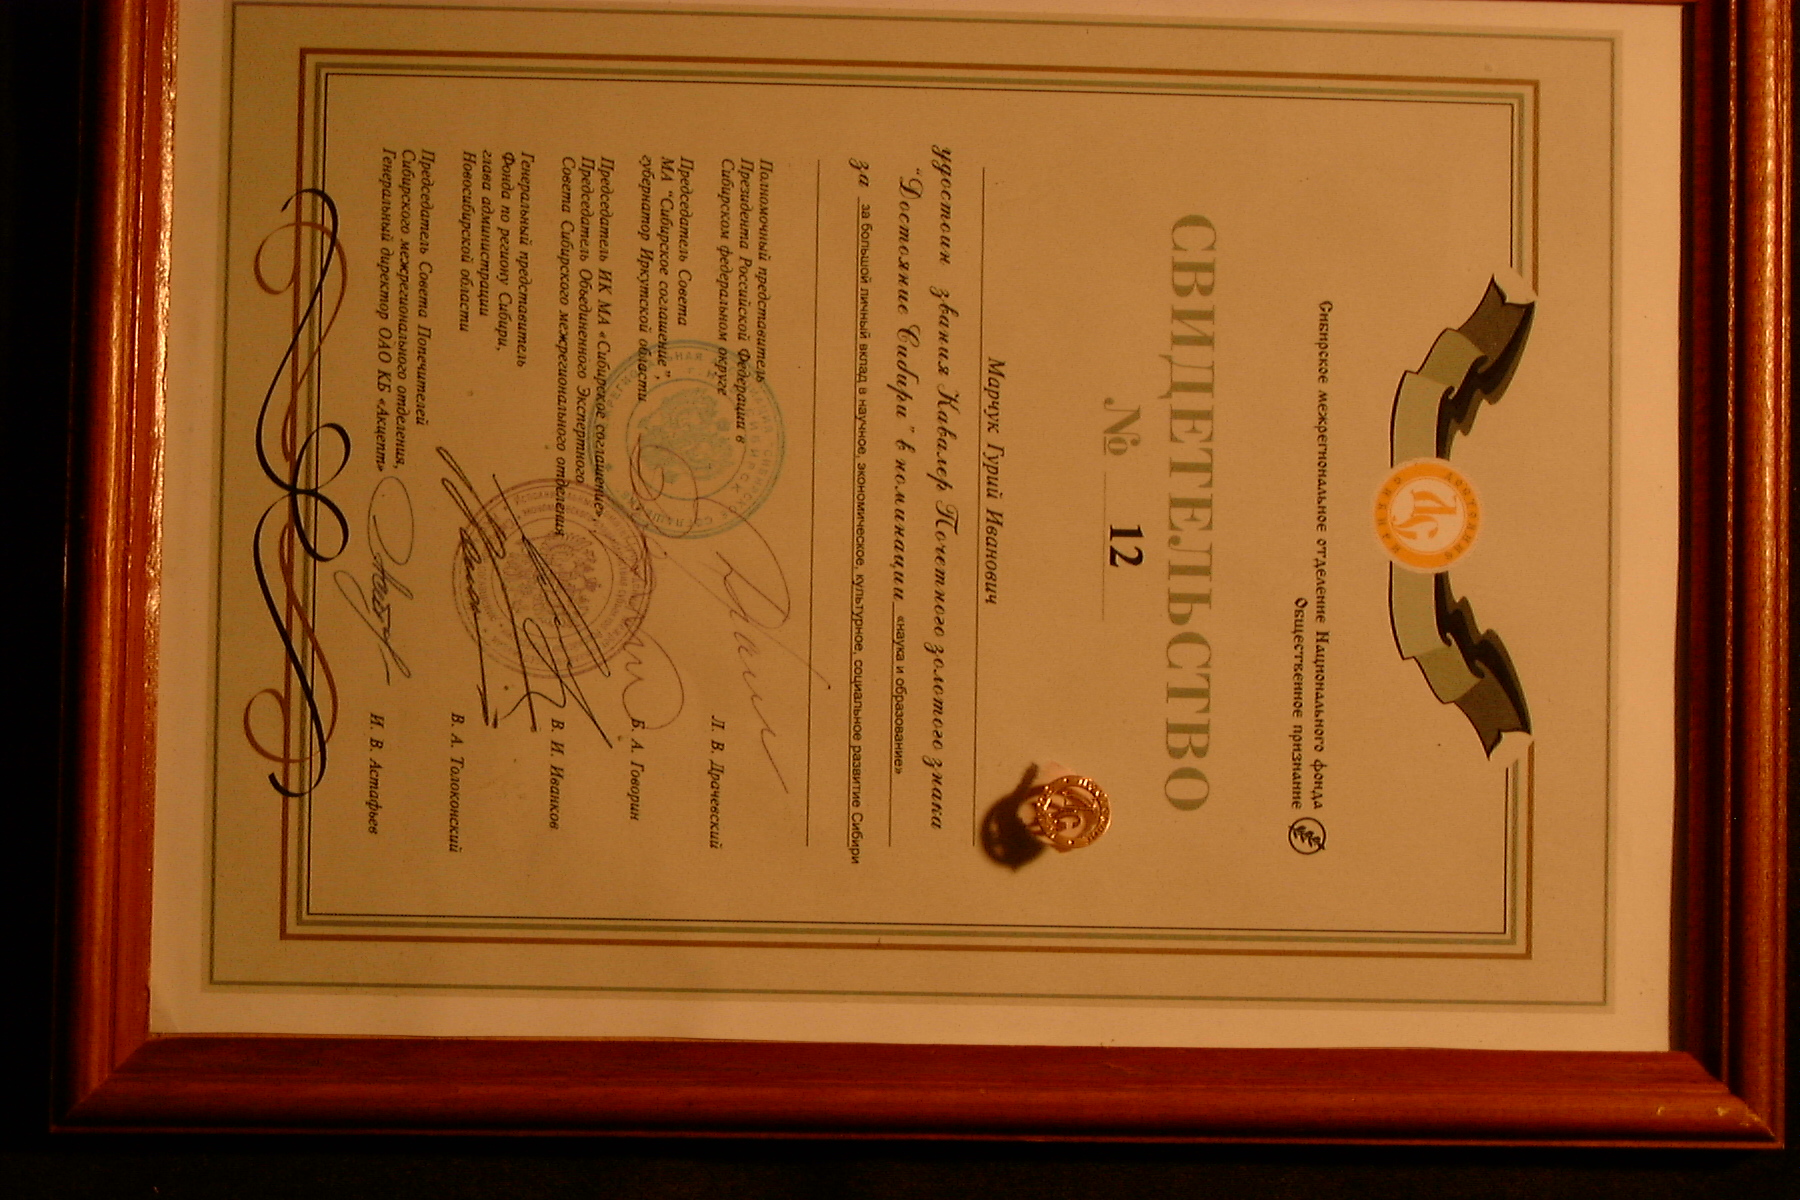 ДОСТОЯНИЕ
ДС
Сибирское межрегиональное отделение Национального фонда
Общественное признание
СВИДЕТЕЛЬСТВО
№ 12
Марчук Гурий Иванович
удостоин звания Кавалер Почетного золотого знака
“Достояние Сибири” в номинации «наука и образование»
за за большой личный вклад в научное, экономическое, культурное, социальное развитие Сибири
Полномочный представитель
Президента Российской Федерации в
Сибирском федеральном округе
Л. В. Драчевский
Председатель Совета
МА “Сибирское соглашение”,
губернатор Иркутской области
Б. А. Говорин
Председатель ИК МА «Сибирское соглашение»,
Председатель Объединенного Экспертного
Совета Сибирского межрегионального отделения
В. И. Иванков
Генеральный представитель
Фонда по региону Сибири,
глава администрации
Новосибирской области
В. А. Толоконский
Председатель Совета Попечителей
Сибирского межрегионального отделения,
Генеральный директор ОАО КБ «Акцепт»
И. В. Астафьев